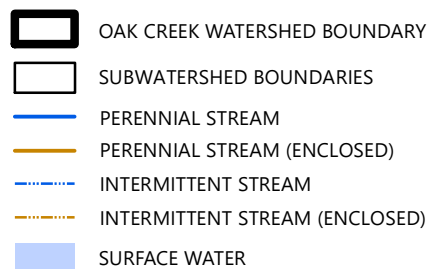 OAK CREEK WATERSHED BOUNDARY
SUBWATERSHED BOUNDARIES
PERENNIAL STREAM
PERENNIAL STREAM (ENCLOSED)
INTERMITTENT STREAM
INTERMITTENT STREAM (ENCLOSED)
SURFACE WATER